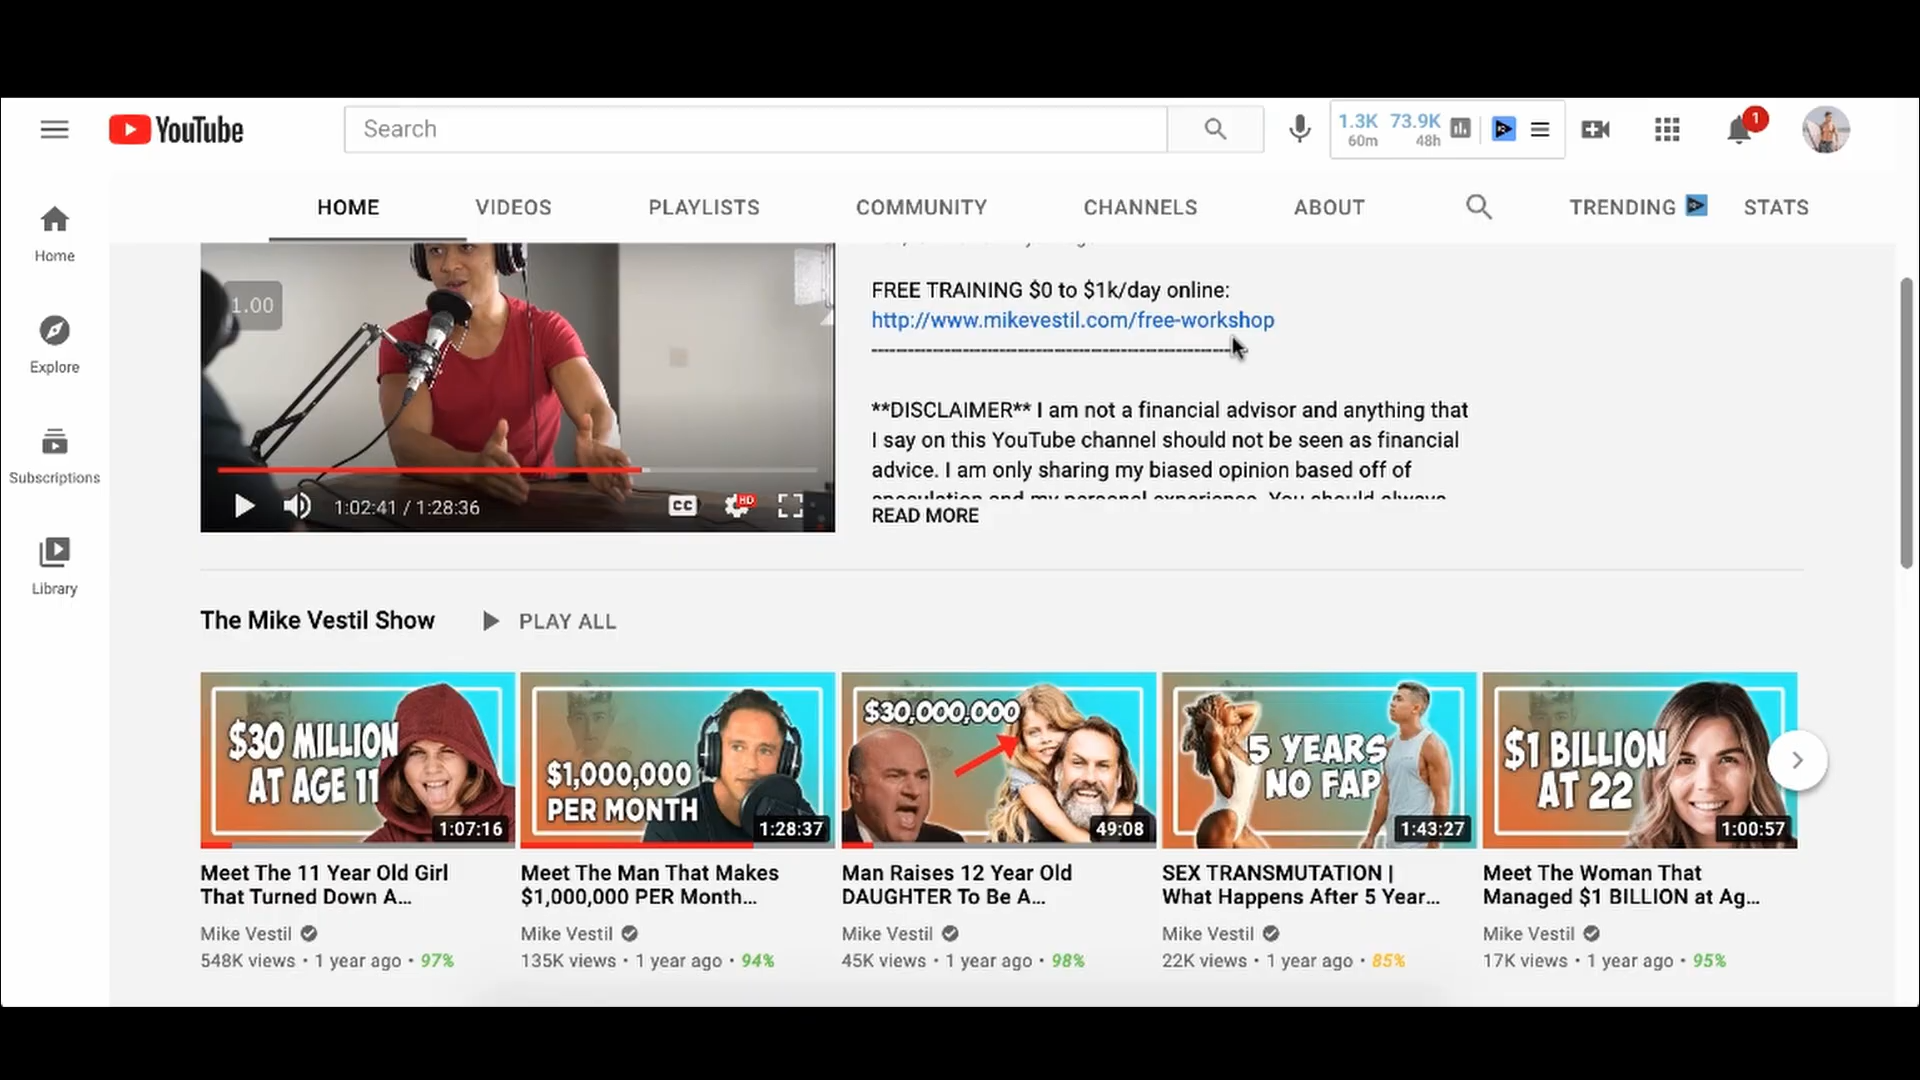 YouTube
Search
1.3K 73.9K
60m 48h
1
HOME VIDEOS PLAYLISTS COMMUNITY CHANNELS ABOUT TRENDING STATS
Home
Explore
Subscriptions
Library
1.00
1:02:41 / 1:28:36
CC
HD
FREE TRAINING $0 to $1k/day online:
http://www.mikevestil.com/free-workshop
----------------------------------------------------------------
**DISCLAIMER** I am not a financial advisor and anything that
I say on this YouTube channel should not be seen as financial
advice. I am only sharing my biased opinion based off of
speculation and my personal experience. You should always
READ MORE
The Mike Vestil Show PLAY ALL
$30 MILLION
AT AGE 11
1:07:16
Meet The 11 Year Old Girl
That Turned Down A...
Mike Vestil
548K views • 1 year ago • 97%
$1,000,000
PER MONTH
1:28:37
Meet The Man That Makes
$1,000,000 PER Month...
Mike Vestil
135K views • 1 year ago • 94%
$30,000,000
49:08
Man Raises 12 Year Old
DAUGHTER To Be A...
Mike Vestil
45K views • 1 year ago • 98%
5 YEARS
NO FAP
1:43:27
SEX TRANSMUTATION |
What Happens After 5 Year...
Mike Vestil
22K views • 1 year ago • 85%
$1 BILLION
AT 22
1:00:57
Meet The Woman That
Managed $1 BILLION at Ag...
Mike Vestil
17K views • 1 year ago • 95%